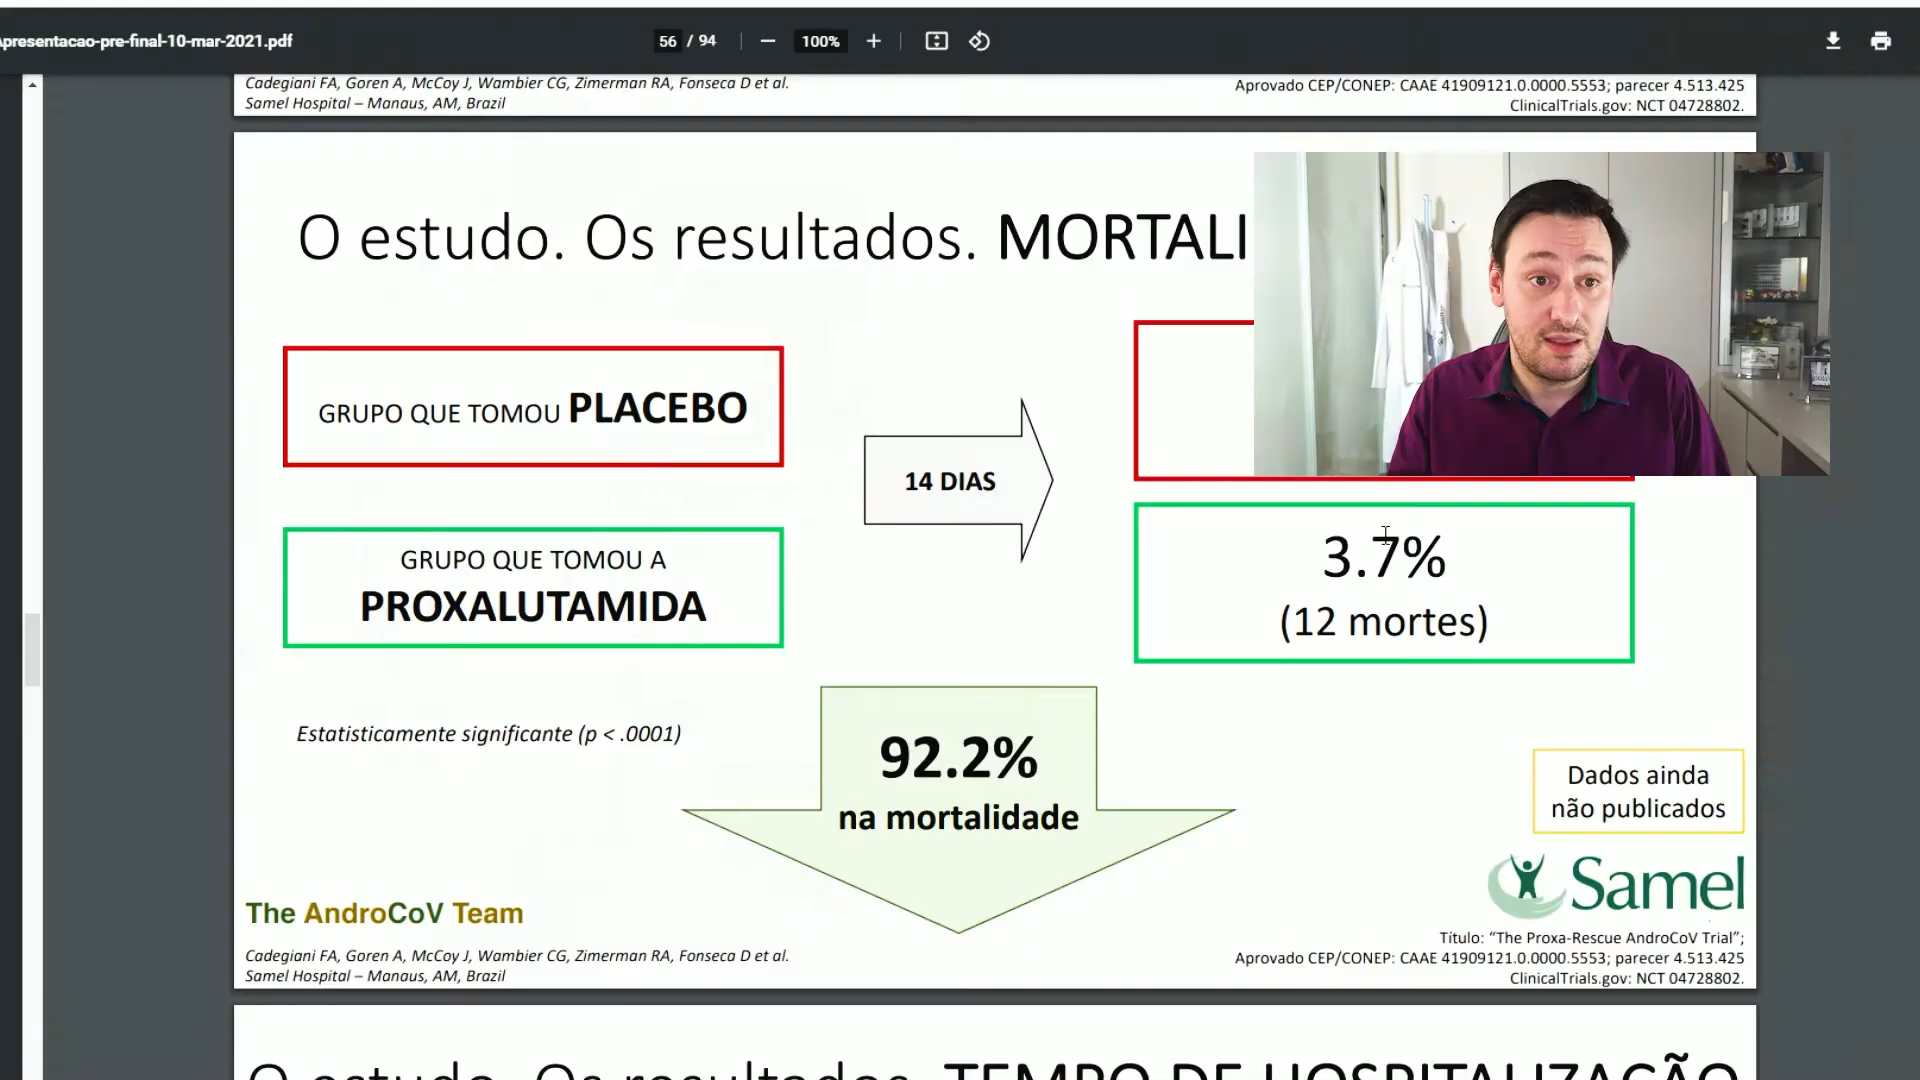 presentacao-pre-final-10-mar-2021.pdf
56 / 94
100%
Cadegiani FA, Goren A, McCoy J, Wambier CG, Zimerman RA, Fonseca D et al.
Samel Hospital – Manaus, AM, Brazil
Aprovado CEP/CONEP: CAAE 41909121.0.0000.5553; parecer 4.513.425
ClinicalTrials.gov: NCT 04728802.
O estudo. Os resultados. MORTALI
GRUPO QUE TOMOU PLACEBO
14 DIAS
GRUPO QUE TOMOU A
PROXALUTAMIDA
3.7%
(12 mortes)
Estatisticamente significante (p < .0001)
92.2%
na mortalidade
Dados ainda
não publicados
Samel
The AndroCoV Team
Cadegiani FA, Goren A, McCoy J, Wambier CG, Zimerman RA, Fonseca D et al.
Samel Hospital – Manaus, AM, Brazil
Título: “The Proxa-Rescue AndroCoV Trial”;
Aprovado CEP/CONEP: CAAE 41909121.0.0000.5553; parecer 4.513.425
ClinicalTrials.gov: NCT 04728802.
O estudo. Os resultados. TEMPO DE HOSPITALIZAÇÃO